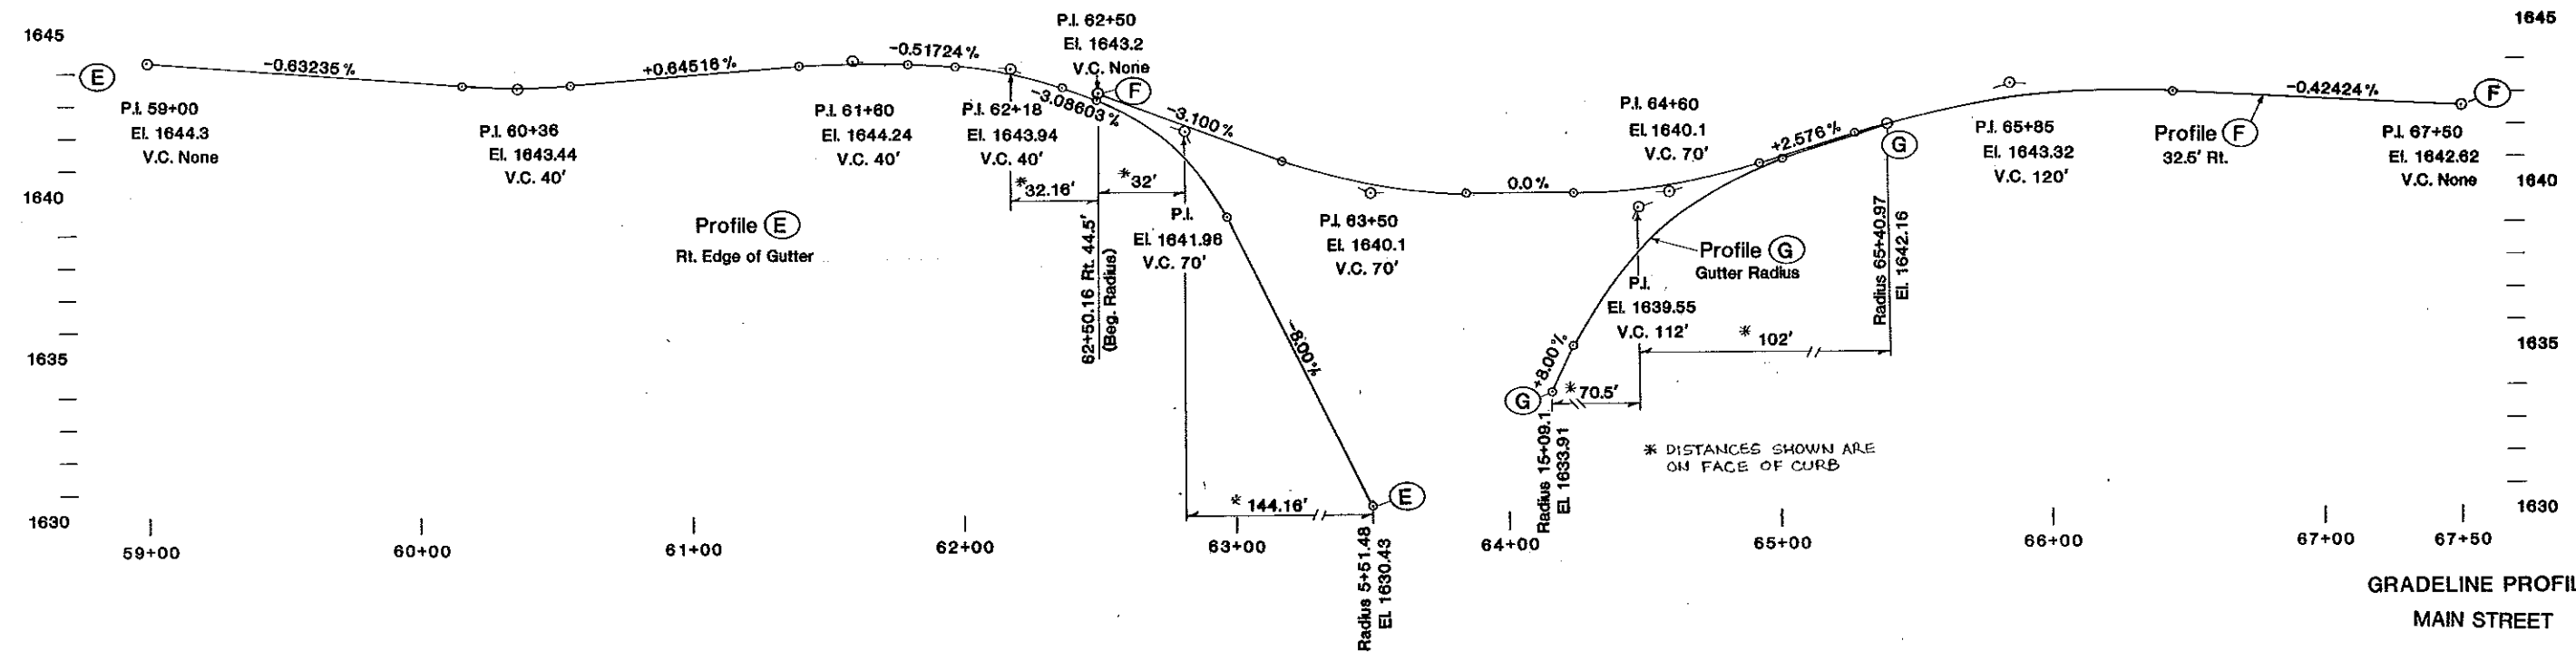 1645
E
-0.63235%
P.I. 59+00
El. 1644.3
V.C. None
P.I. 60+36
El. 1643.44
V.C. 40'
+0.64516%
-0.51724%
P.I. 61+60
El. 1644.24
V.C. 40'
P.I. 62+18
El. 1643.94
V.C. 40'
P.I. 62+50
El. 1643.2
V.C. None
F
-3.08603%
-3.100%
*32.16'
*32'
P.I.
El. 1641.96
V.C. 70'
62+50.16 Rt. 44.5'
(Beg. Radius)
Profile E
Rt. Edge of Gutter
P.I. 63+50
El. 1640.1
V.C. 70'
0.0%
P.I. 64+60
El. 1640.1
V.C. 70'
+2.576%
G
P.I. 65+85
El. 1643.32
V.C. 120'
Profile F
32.5' Rt.
-0.42424%
F
P.I. 67+50
El. 1642.62
V.C. None
1645
1640
1640
Radius 65+40.97
El. 1642.16
Profile G
Gutter Radius
P.I.
El. 1639.55
V.C. 112'
* 102'
+8.00%
*70.5'
G
Radius 15+09.1
El. 1633.91
* DISTANCES SHOWN ARE
ON FACE OF CURB
-8.00%
* 144.16'
E
Radius 5+51.48
El. 1630.43
1635
1635
1630
1630
59+00
60+00
61+00
62+00
63+00
64+00
65+00
66+00
67+00
67+50
GRADELINE PROFIL
MAIN STREET